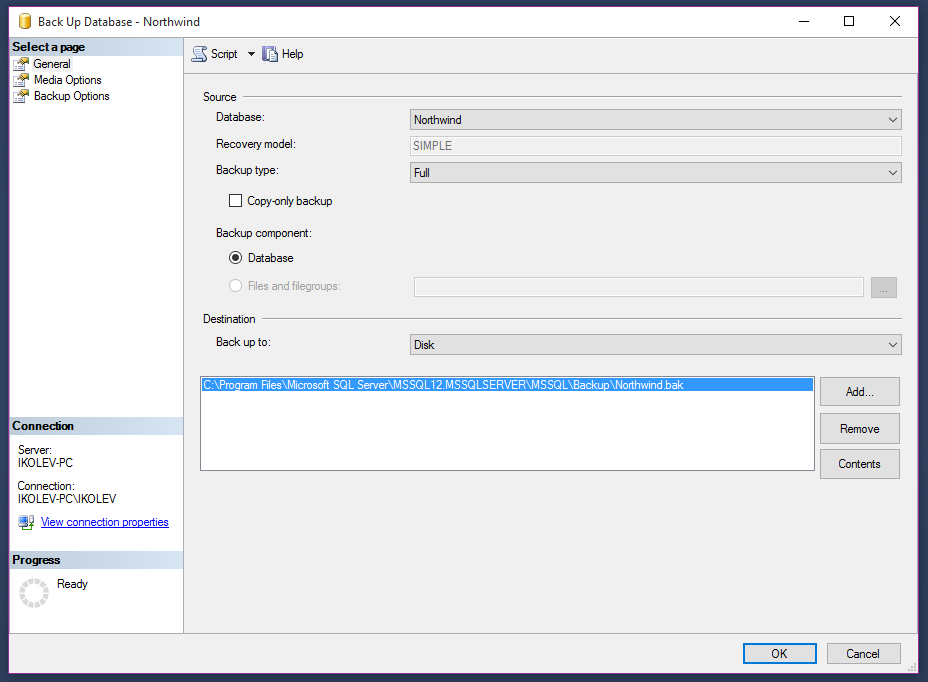 Back Up Database - Northwind
Select a page
General
Media Options
Backup Options
Script
Help
Source
Database:
Northwind
Recovery model:
SIMPLE
Backup type:
Full
Copy-only backup
Backup component:
Database
Files and filegroups:
...
Destination
Back up to:
Disk
C:\Program Files\Microsoft SQL Server\MSSQL12.MSSQLSERVER\MSSQL\Backup\Northwind.bak
Add...
Remove
Contents
Connection
Server:
IKOLEV-PC
Connection:
IKOLEV-PC\IKOLEV
View connection properties
Progress
Ready
OK
Cancel